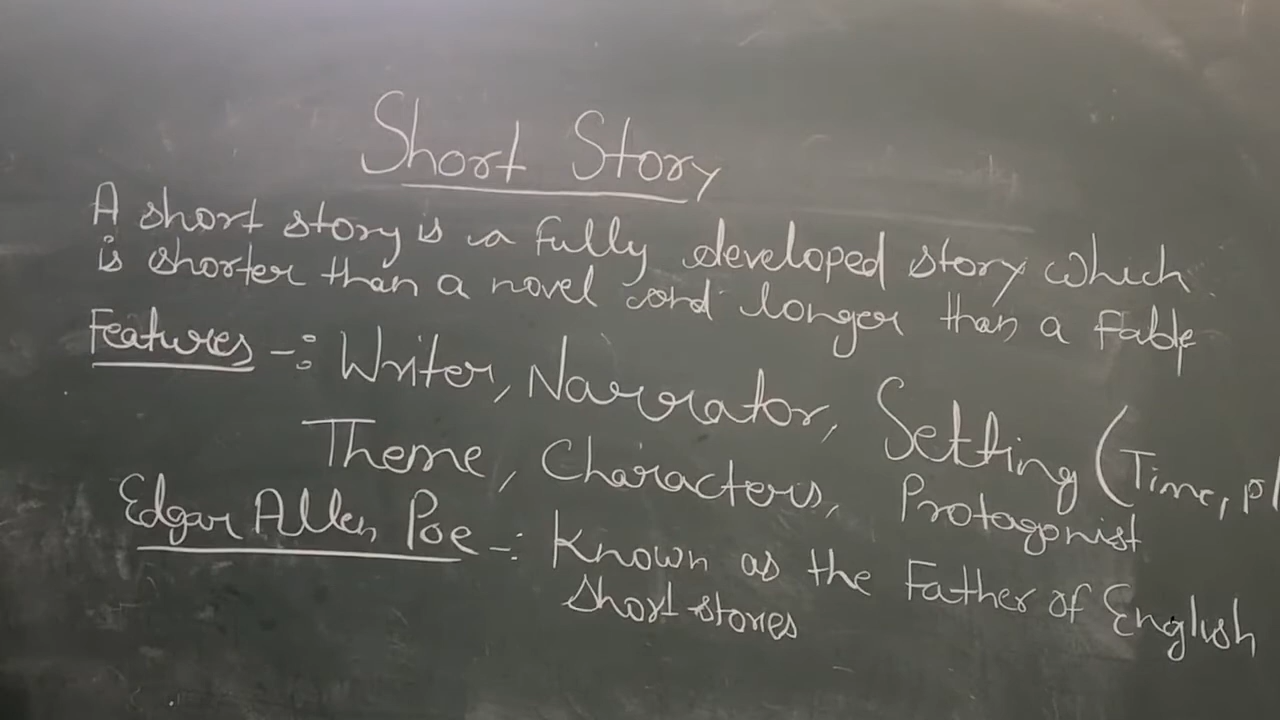 Short Story
A short story is a fully developed story which
is shorter than a novel and longer than a Fable
Features -: Writer, Narrator, Setting (Time, Pl
Theme, Characters, Protagonist
Edgar Allen Poe -: Known as the Father of English
Short stories